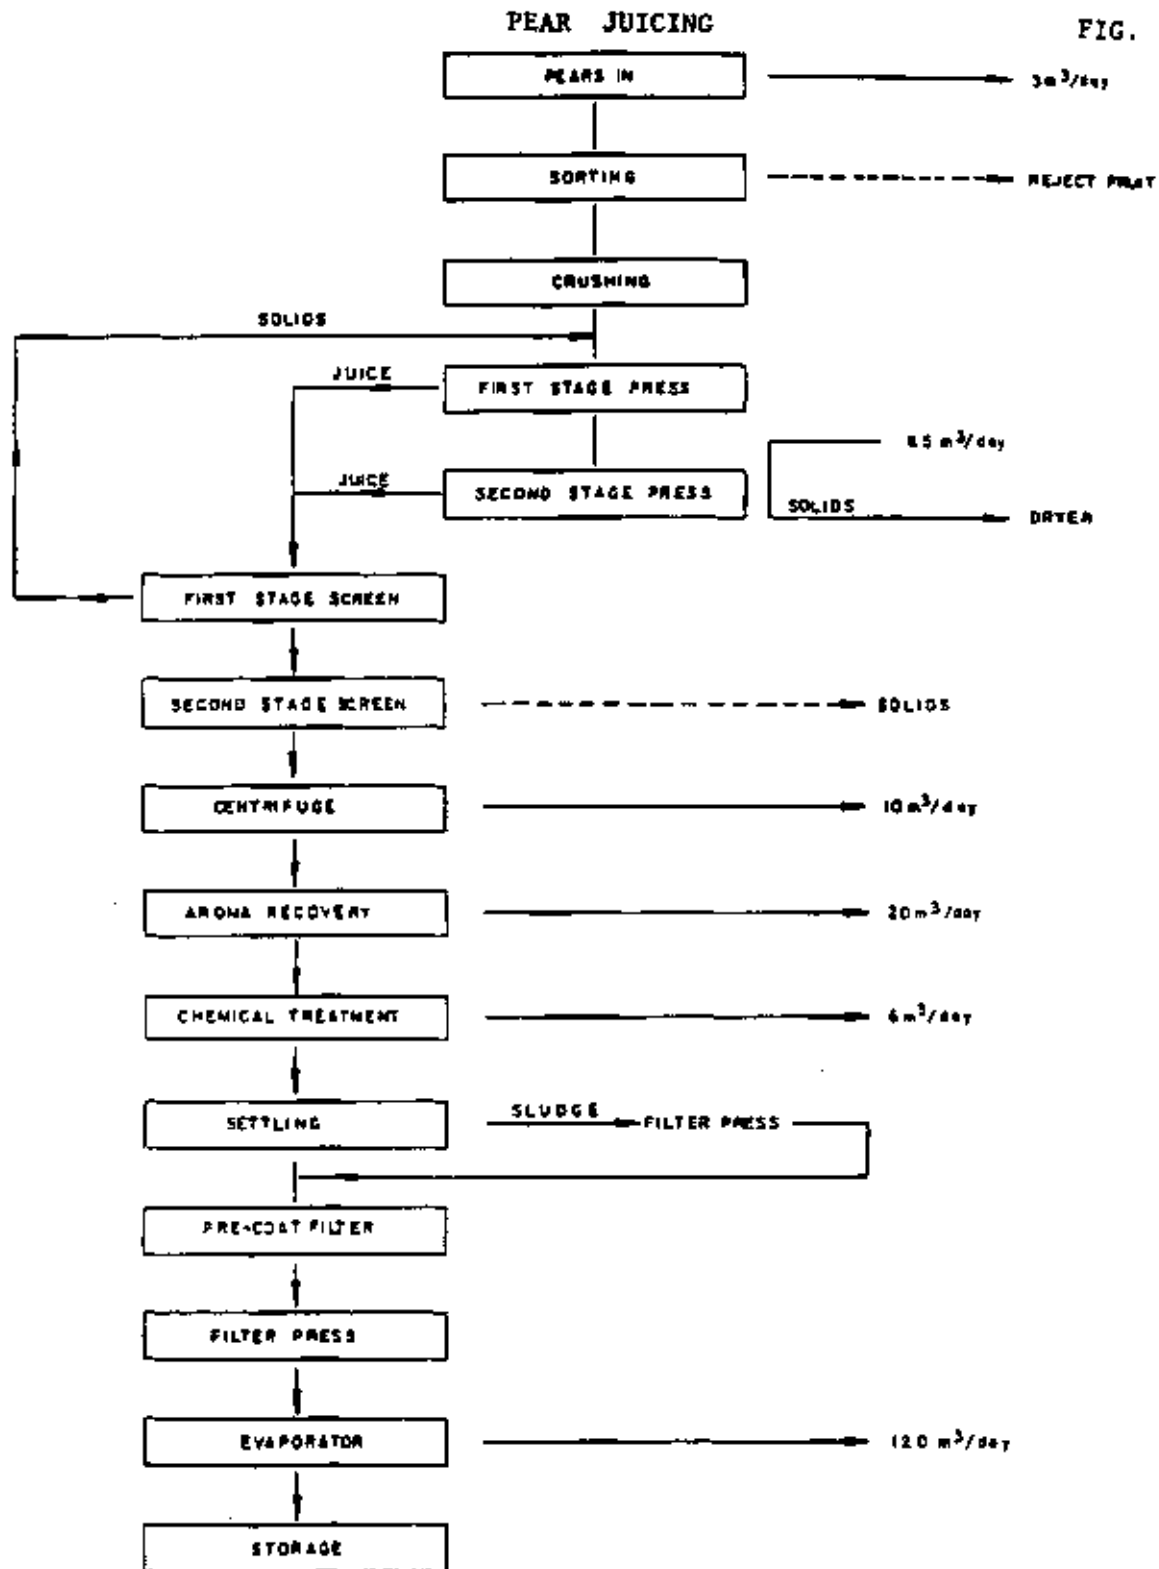 PEAR JUICING
FIG.
PEARS IN
3 m³/day
SORTING
REJECT FRUIT
CRUSHING
SOLIDS
JUICE
FIRST STAGE PRESS
m³/day
JUICE
SECOND STAGE PRESS
SOLIDS
DRYER
FIRST STAGE SCREEN
SECOND STAGE SCREEN
SOLIDS
CENTRIFUGE
10 m³/day
AROMA RECOVERY
20 m³/day
CHEMICAL TREATMENT
m³/day
SETTLING
SLUDGE
FILTER PRESS
PRE-COAT FILTER
FILTER PRESS
EVAPORATOR
120 m³/day
STORAGE